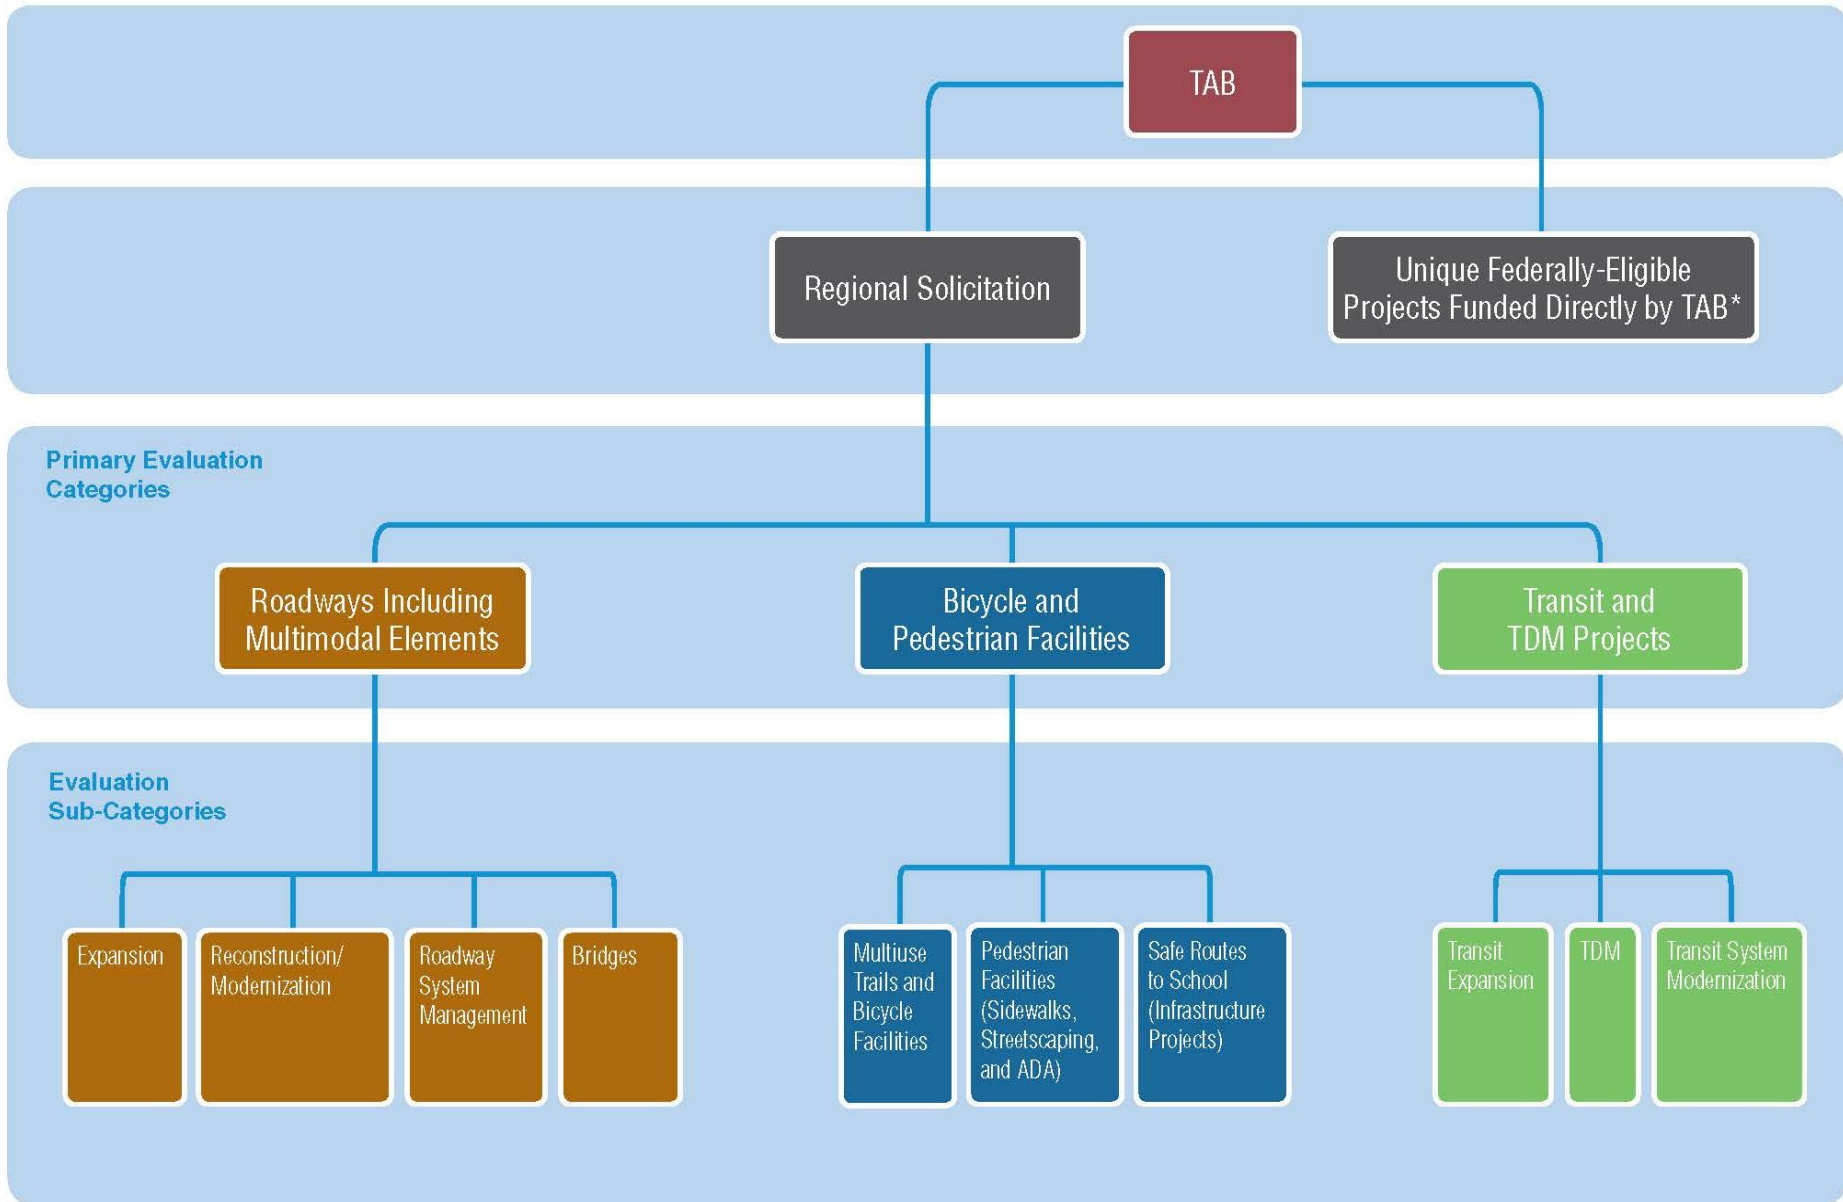 TAB
Regional Solicitation
Unique Federally-Eligible
Projects Funded Directly by TAB*
Primary Evaluation
Categories
Roadways Including
Multimodal Elements
Bicycle and
Pedestrian Facilities
Transit and
TDM Projects
Evaluation
Sub-Categories
Expansion
Reconstruction/
Modernization
Roadway
System
Management
Bridges
Multiuse
Trails and
Bicycle
Facilities
Pedestrian
Facilities
(Sidewalks,
Streetscaping,
and ADA)
Safe Routes
to School
(Infrastructure
Projects)
Transit
Expansion
TDM
Transit System
Modernization